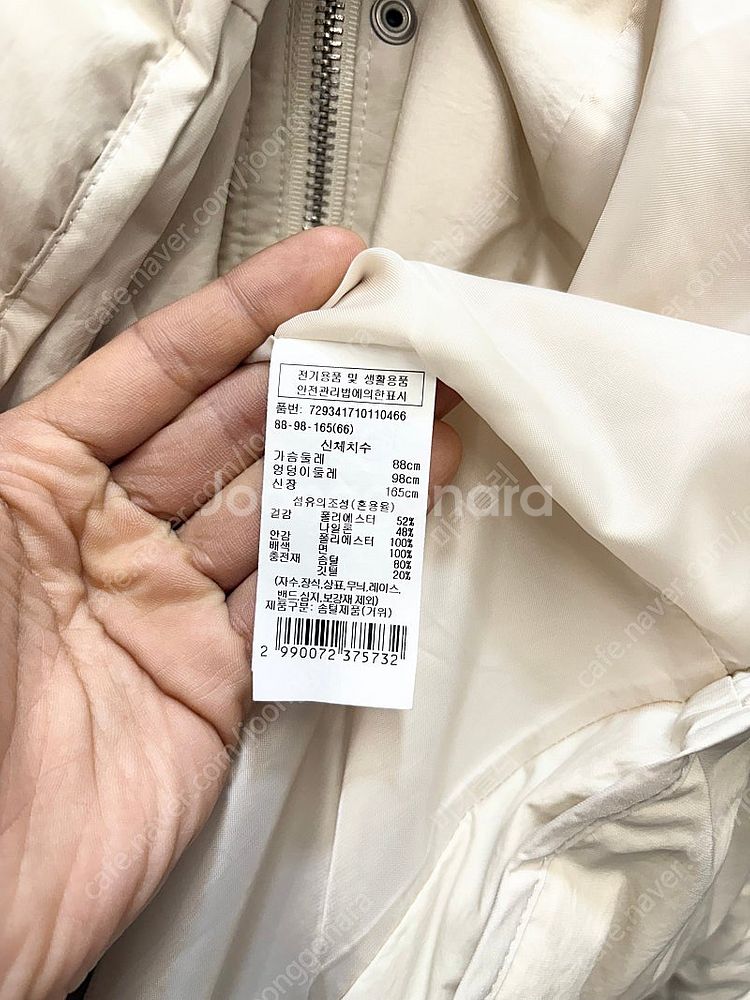 전기용품 및 생활용품
안전관리법에의한표시
품번: 729341710110466
88-98-165(66)
신체치수
가슴둘레 88cm
엉덩이둘레 98cm
신장 165cm
섬유의조성(혼용율)
겉감 폴리에스터 52%
나일론 48%
안감 폴리에스터 100%
배색 면 100%
충전재 솜털 80%
깃털 20%
(자수,장식,상표,무늬,레이스,
밴드,심지,보강재 제외)
제품구분: 솜털제품(거위)
2 990072 375732
Joonggonara
cafe.naver.com/joonggonara